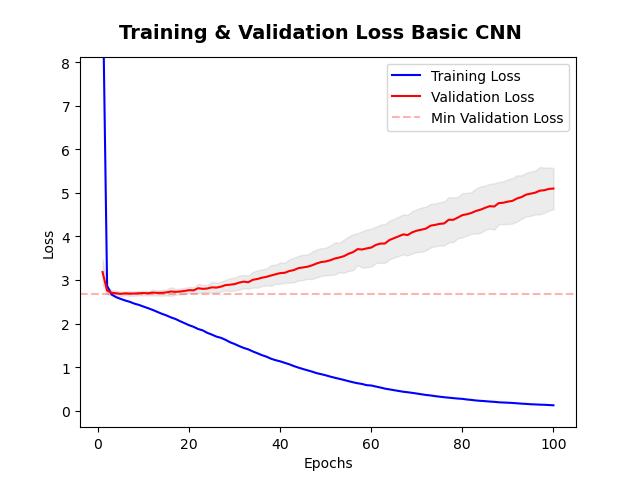 Training & Validation Loss Basic CNN
8
7
6
5
4
3
2
1
0
Loss
Training Loss
Validation Loss
Min Validation Loss
0 20 40 60 80 100
Epochs